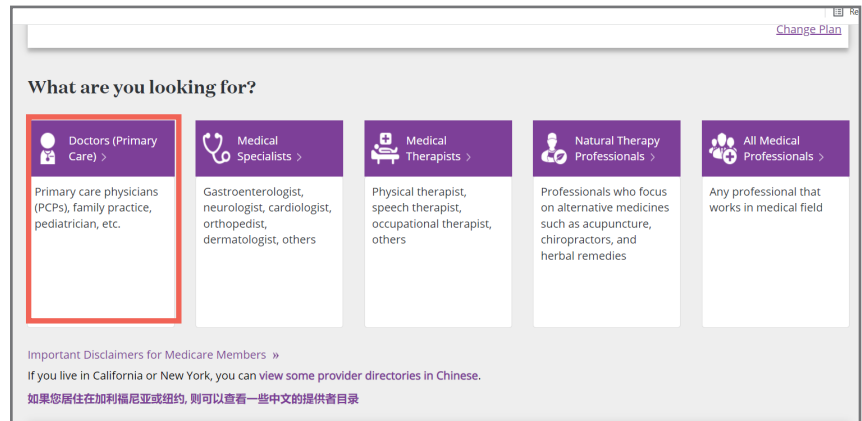 Re
Change Plan
What are you looking for?
Doctors (Primary
Care) >
Primary care physicians
(PCPs), family practice,
pediatrician, etc.
Medical
Specialists >
Gastroenterologist,
neurologist, cardiologist,
orthopedist,
dermatologist, others
Medical
Therapists >
Physical therapist,
speech therapist,
occupational therapist,
others
Natural Therapy
Professionals >
Professionals who focus
on alternative medicines
such as acupuncture,
chiropractors, and
herbal remedies
All Medical
Professionals >
Any professional that
works in medical field
Important Disclaimers for Medicare Members »
If you live in California or New York, you can view some provider directories in Chinese.
如果您居住在加利福尼亚或纽约, 则可以查看一些中文的提供者目录